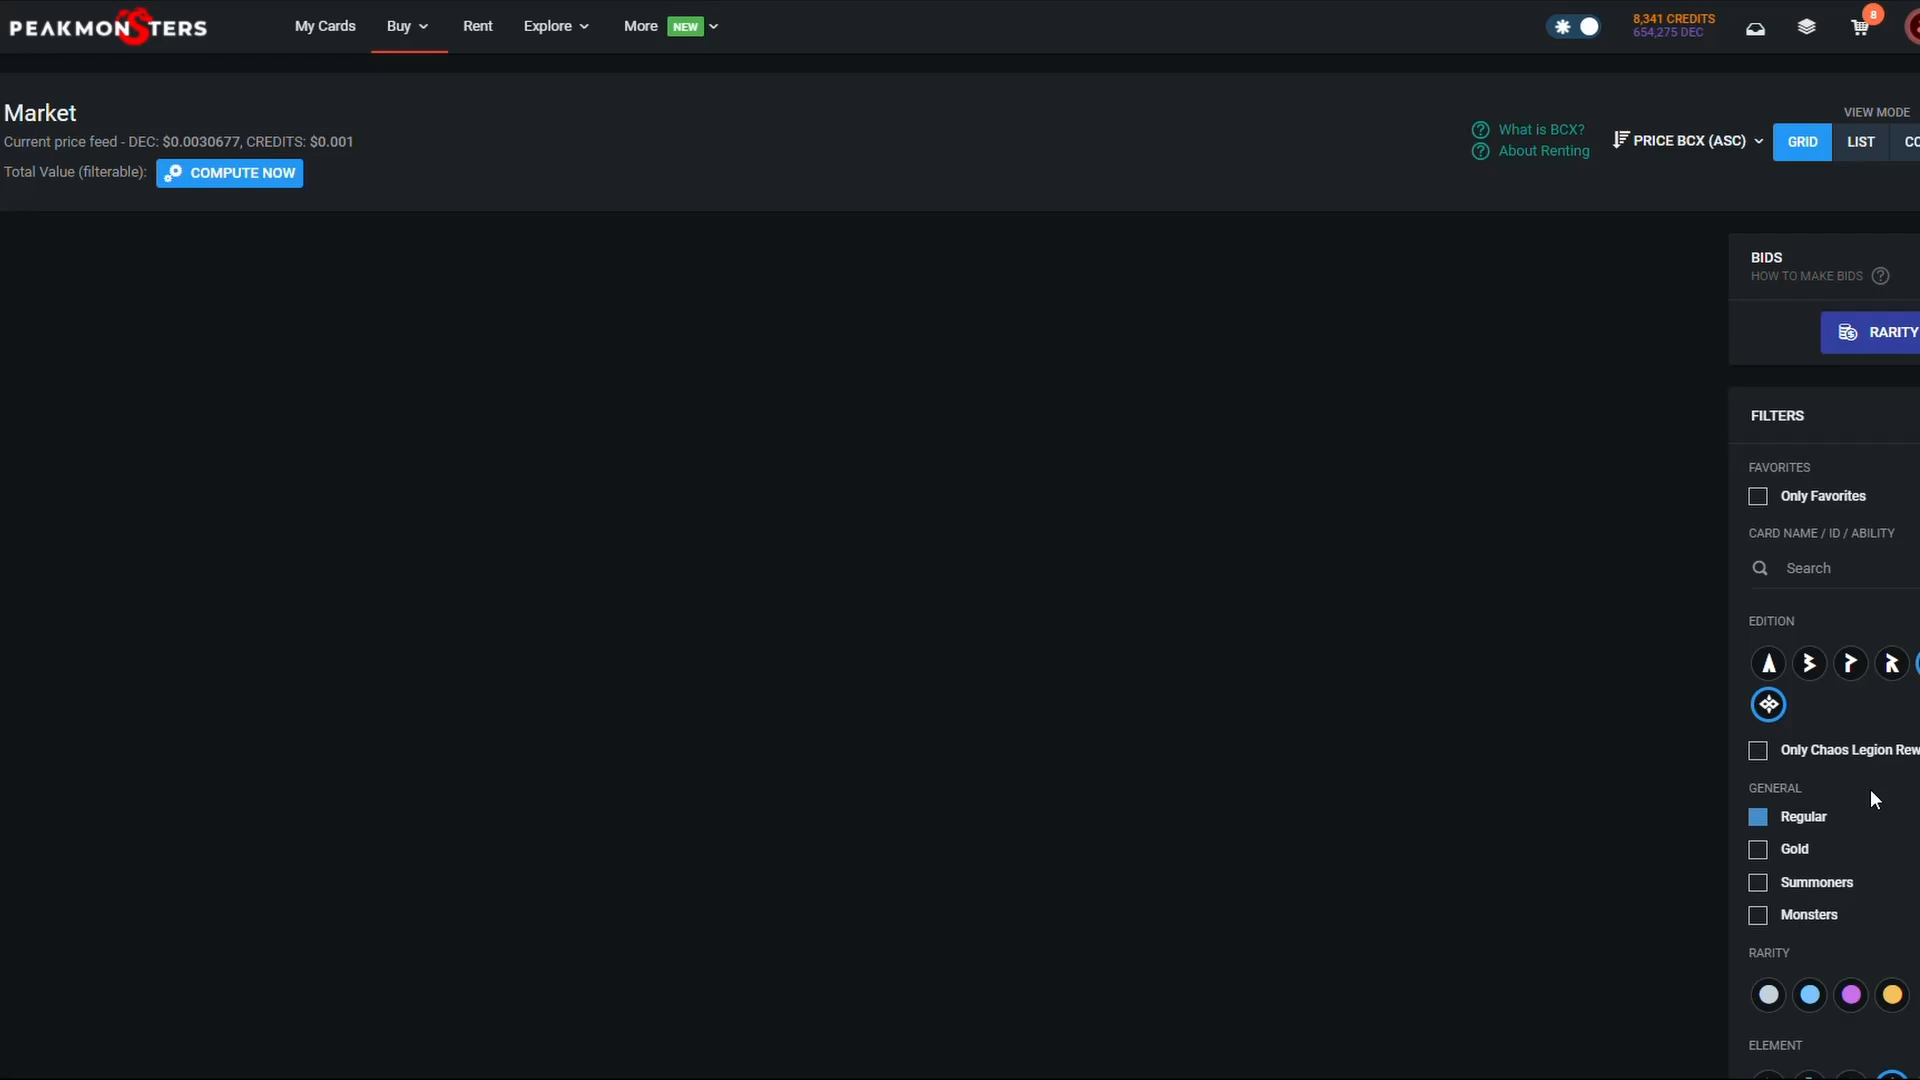 PEAKMONSTERS
My Cards
Buy
Rent
Explore
More NEW
8,341 CREDITS
654,275 DEC
8
Market
Current price feed - DEC: $0.0030677, CREDITS: $0.001
Total Value (filterable): COMPUTE NOW
What is BCX?
About Renting
PRICE BCX (ASC)
VIEW MODE
GRID
LIST
CO
BIDS
HOW TO MAKE BIDS ?
RARITY
FILTERS
FAVORITES
Only Favorites
CARD NAME / ID / ABILITY
Search
EDITION
Only Chaos Legion Rew
GENERAL
Regular
Gold
Summoners
Monsters
RARITY
ELEMENT